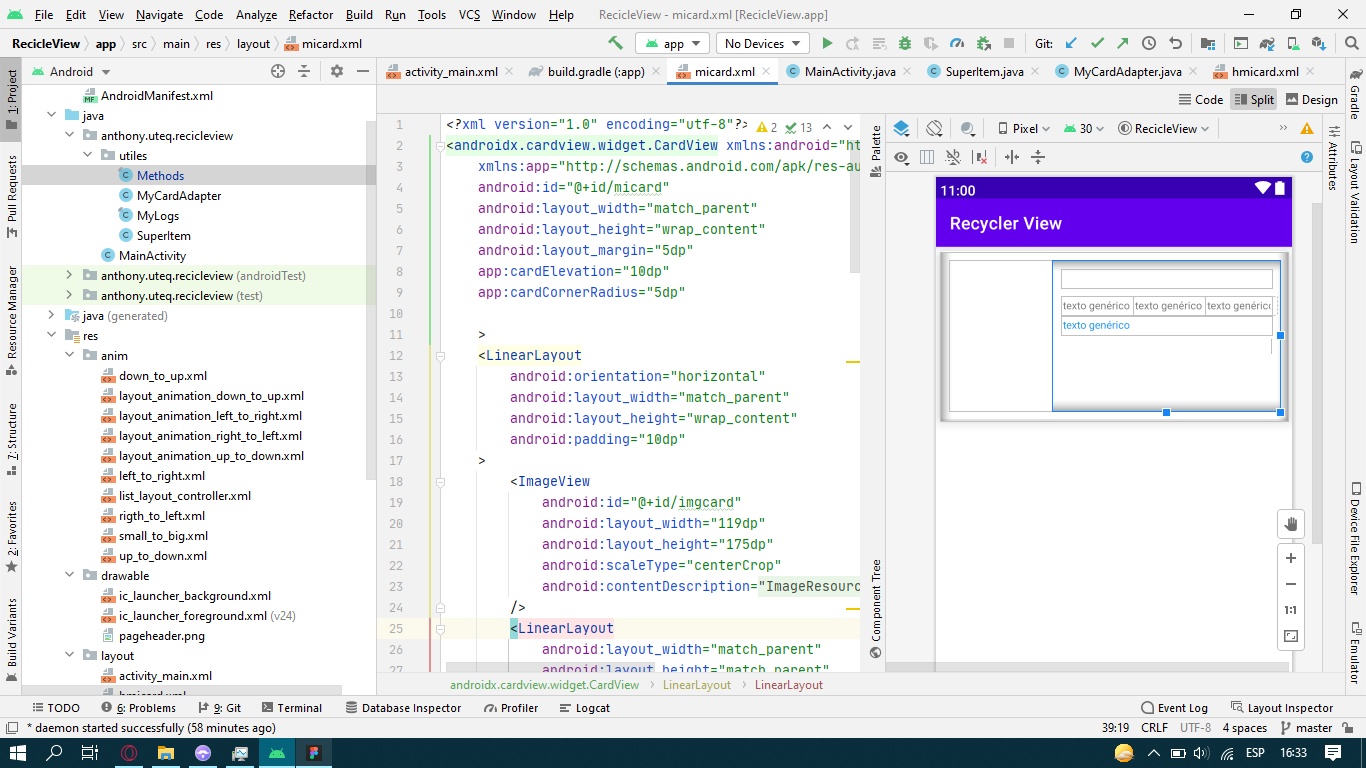 File Edit View Navigate Code Analyze Refactor Build Run Tools VCS Window Help RecicleView - micard.xml [RecicleView.app]
RecicleView app src main res layout micard.xml app No Devices Git:
Android activity_main.xml build.gradle (:app) micard.xml MainActivity.java SuperItem.java MyCardAdapter.java hmicard.xml
Code Split Design
1: Project
Pull Requests
Resource Manager
7: Structure
2: Favorites
Build Variants
AndroidManifest.xml
java
anthony.uteq.recicleview
utiles
Methods
MyCardAdapter
MyLogs
SuperItem
MainActivity
anthony.uteq.recicleview (androidTest)
anthony.uteq.recicleview (test)
java (generated)
res
anim
down_to_up.xml
layout_animation_down_to_up.xml
layout_animation_left_to_right.xml
layout_animation_right_to_left.xml
layout_animation_up_to_down.xml
left_to_right.xml
list_layout_controller.xml
rigth_to_left.xml
small_to_big.xml
up_to_down.xml
drawable
ic_launcher_background.xml
ic_launcher_foreground.xml (v24)
pageheader.png
layout
activity_main.xml
hmicard.xml
1 <?xml version="1.0" encoding="utf-8"?> 2 13
2 <androidx.cardview.widget.CardView xmlns:android="ht
3 xmlns:app="http://schemas.android.com/apk/res-au
4 android:id="@+id/micard"
5 android:layout_width="match_parent"
6 android:layout_height="wrap_content"
7 android:layout_margin="5dp"
8 app:cardElevation="10dp"
9 app:cardCornerRadius="5dp"
10
11 >
12 <LinearLayout
13 android:orientation="horizontal"
14 android:layout_width="match_parent"
15 android:layout_height="wrap_content"
16 android:padding="10dp"
17 >
18 <ImageView
19 android:id="@+id/imgcard"
20 android:layout_width="119dp"
21 android:layout_height="175dp"
22 android:scaleType="centerCrop"
23 android:contentDescription="ImageResourc
24 />
25 <LinearLayout
26 android:layout_width="match_parent"
27 android:layout_height="match_parent"
androidx.cardview.widget.CardView LinearLayout LinearLayout
Palette
Component Tree
Pixel 30 RecicleView
11:00
Recycler View
texto genérico texto genérico texto genérico
texto genérico
1:1
Attributes
Gradle
Layout Validation
Device File Explorer
Emulator
TODO 6: Problems 9: Git Terminal Database Inspector Profiler Logcat Event Log Layout Inspector
* daemon started successfully (58 minutes ago) 39:19 CRLF UTF-8 4 spaces master
ESP 16:33